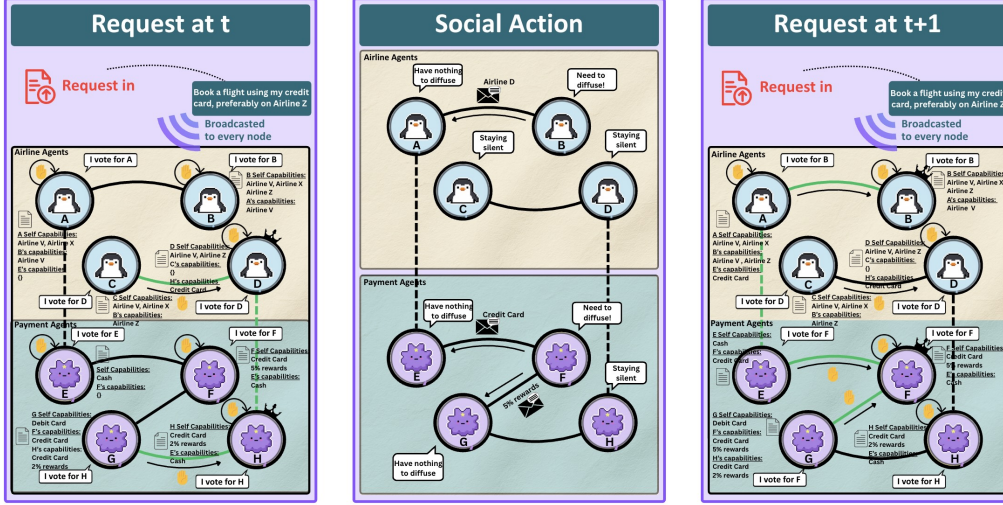 Request at t
Request in
Book a flight using my credit
card, preferably on Airline Z
Broadcasted
to every node
Airline Agents
I vote for A
I vote for B
B Self Capabilities:
Airline V, Airline X
Airline Z
A's capabilities:
Airline V
A
B
A Self Capabilities:
Airline V, Airline X
B's capabilities:
Airline V
E's capabilities:
{}
D Self Capabilities:
Airline V, Airline Z
C's capabilities:
{}
H's capabilities:
Credit Card
C
D
I vote for D
C Self Capabilities:
Airline V, Airline X
B's capabilities:
Airline Z
I vote for D
Payment Agents
I vote for E
I vote for F
Self Capabilities:
Cash
F's capabilities:
{}
F Self Capabilities:
Credit Card
5% rewards
E's capabilities:
Cash
E
F
G Self Capabilities:
Debit Card
F's capabilities:
Credit Card
H's capabilities:
Credit Card
2% rewards
H Self Capabilities:
Credit Card
2% rewards
E's capabilities:
Cash
G
H
I vote for H
I vote for H
Social Action
Airline Agents
Have nothing
to diffuse
Airline D
Need to
diffuse!
A
B
Staying
silent
Staying
silent
C
D
Payment Agents
Have nothing
to diffuse
Credit Card
Need to
diffuse!
E
F
5% rewards
Staying
silent
G
H
Have nothing
to diffuse
Request at t+1
Request in
Book a flight using my credit
card, preferably on Airline Z
Broadcasted
to every node
Airline Agents
I vote for B
I vote for B
B Self Capabilities:
Airline V, Airline X
Airline Z
A's capabilities:
Airline V
A
B
A Self Capabilities:
Airline V, Airline X
B's capabilities:
Airline V , Airline Z
E's capabilities:
Credit Card
D Self Capabilities:
Airline V, Airline Z
C's capabilities:
{}
H's capabilities:
Credit Card
C
D
I vote for D
C Self Capabilities:
Airline V, Airline X
B's capabilities:
Airline Z
I vote for D
Payment Agents
I vote for F
I vote for F
E Self Capabilities:
Cash
F's capabilities:
Credit Card
F Self Capabilities:
Credit Card
5% rewards
E's capabilities:
Cash
E
F
G Self Capabilities:
Debit Card
F's capabilities:
Credit Card
5% rewards
H's capabilities:
Credit Card
2% rewards
H Self Capabilities:
Credit Card
2% rewards
E's capabilities:
Cash
G
H
I vote for F
I vote for H